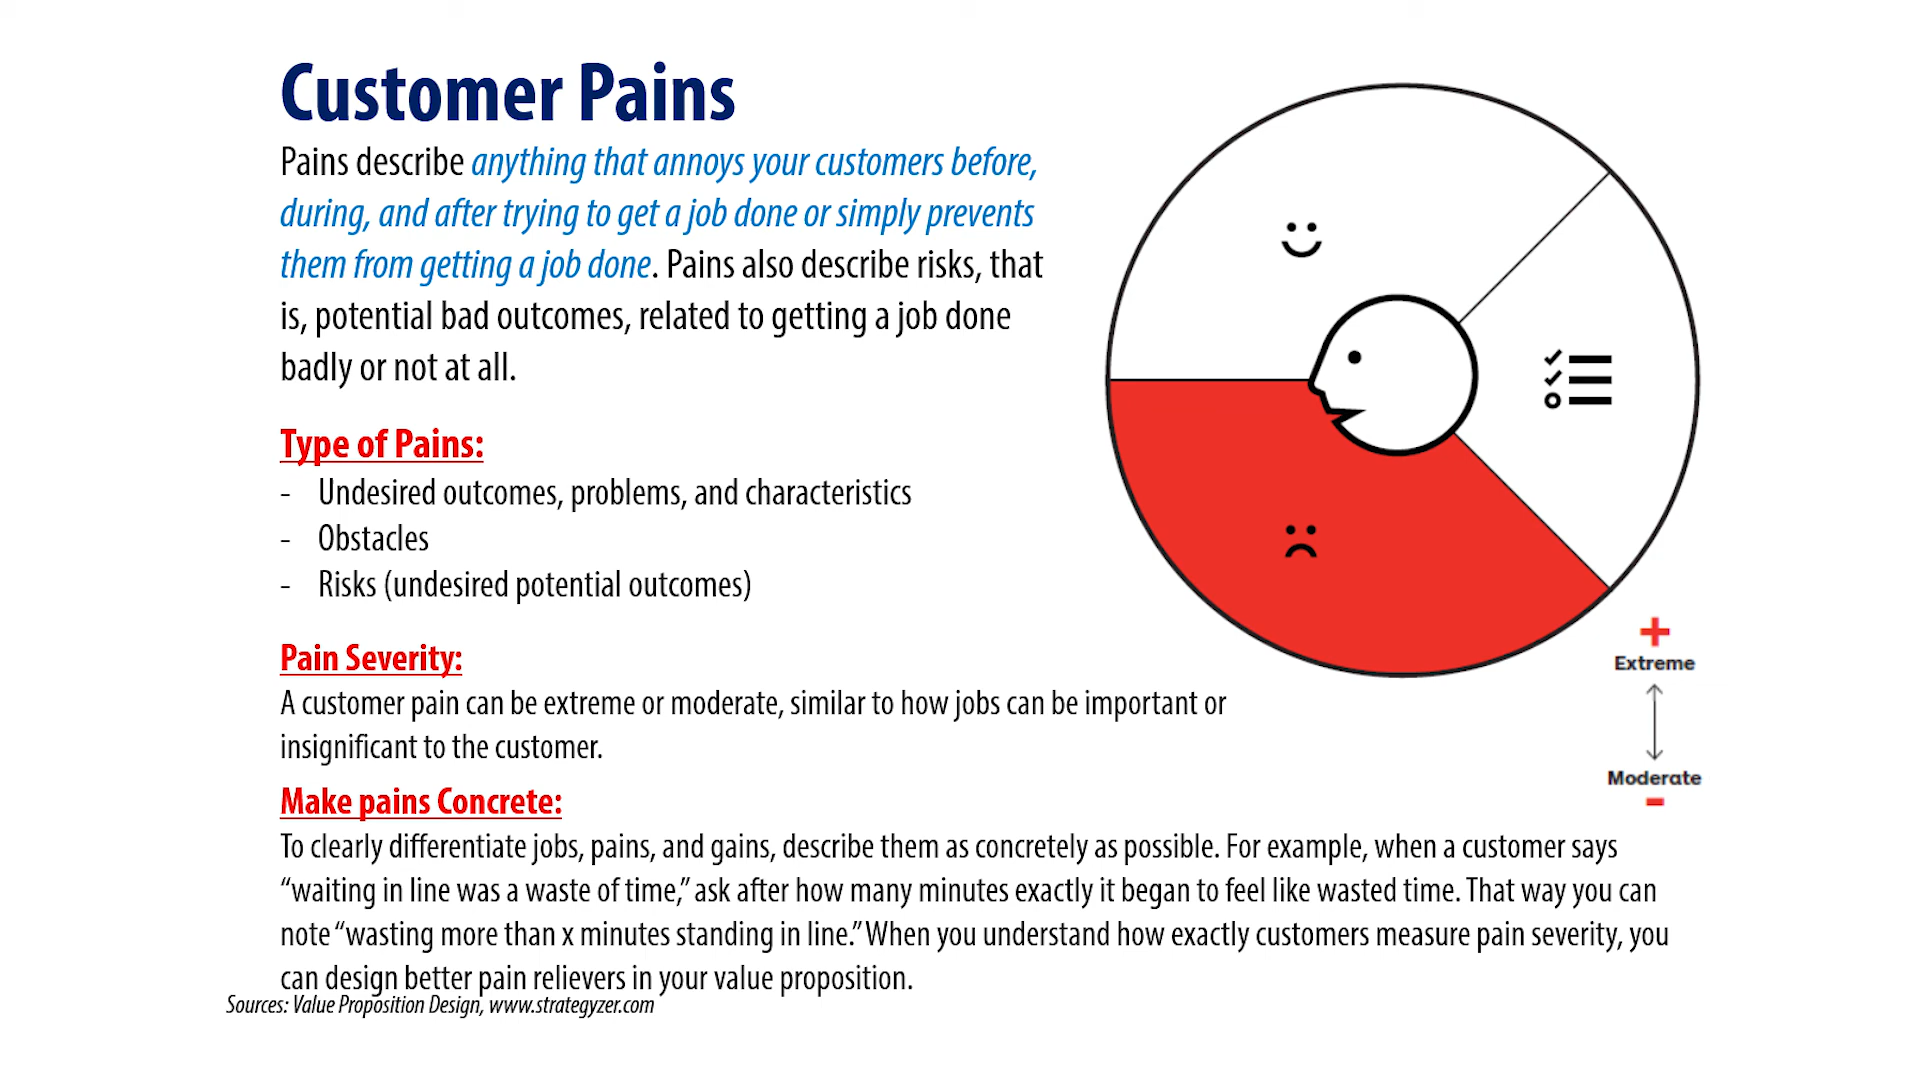 Customer Pains
Pains describe anything that annoys your customers before,
during, and after trying to get a job done or simply prevents
them from getting a job done. Pains also describe risks, that
is, potential bad outcomes, related to getting a job done
badly or not at all.
Type of Pains:
- Undesired outcomes, problems, and characteristics
- Obstacles
- Risks (undesired potential outcomes)
Pain Severity:
A customer pain can be extreme or moderate, similar to how jobs can be important or
insignificant to the customer.
+
Extreme
Moderate
-
Make pains Concrete:
To clearly differentiate jobs, pains, and gains, describe them as concretely as possible. For example, when a customer says
“waiting in line was a waste of time,” ask after how many minutes exactly it began to feel like wasted time. That way you can
note “wasting more than x minutes standing in line.” When you understand how exactly customers measure pain severity, you
can design better pain relievers in your value proposition.
Sources: Value Proposition Design, www.strategyzer.com